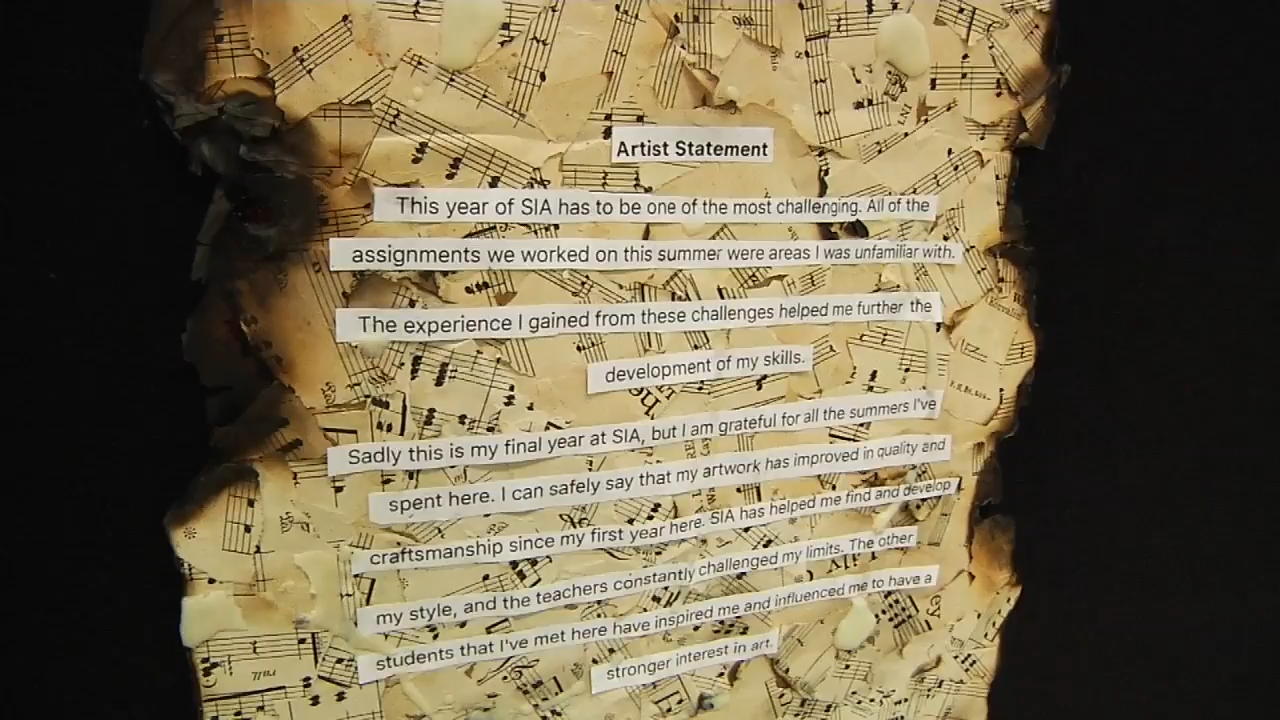 Artist Statement
This year of SIA has to be one of the most challenging. All of the
assignments we worked on this summer were areas I was unfamiliar with.
The experience I gained from these challenges helped me further the
development of my skills.
Sadly this is my final year at SIA, but I am grateful for all the summers I've
spent here. I can safely say that my artwork has improved in quality and
craftsmanship since my first year here. SIA has helped me find and develop
my style, and the teachers constantly challenged my limits. The other
students that I've met here have inspired me and influenced me to have a
stronger interest in art.